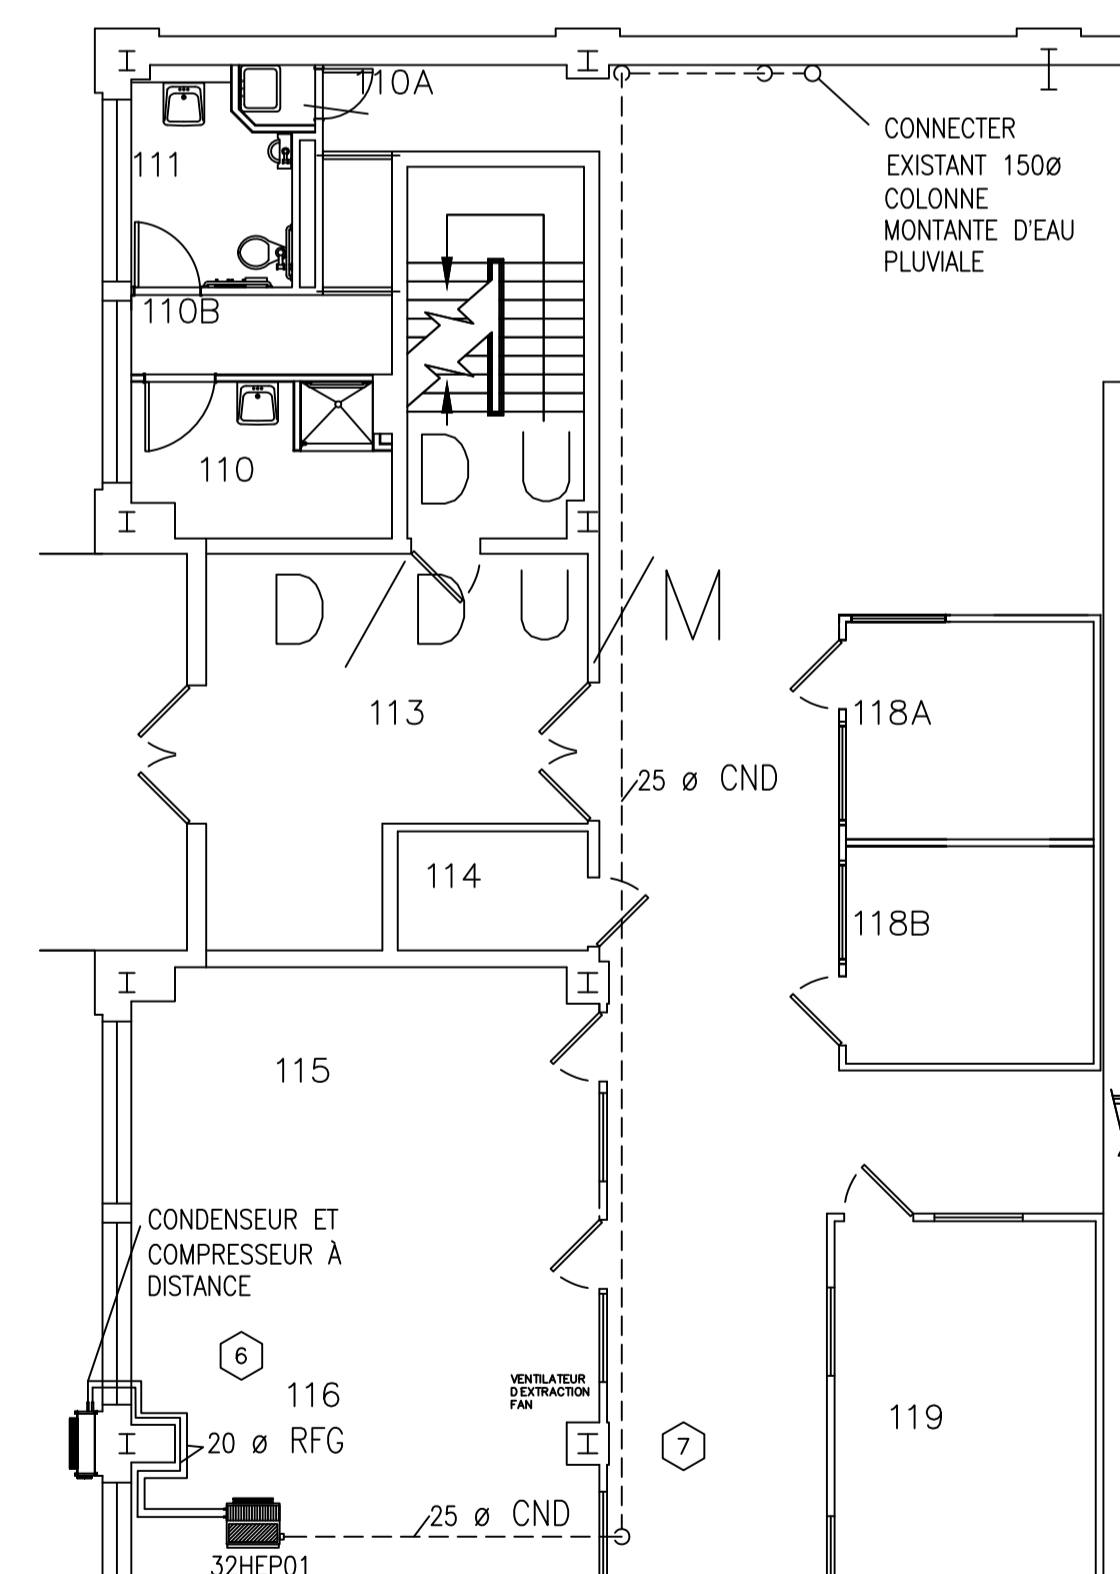 110A
CONNECTER
EXISTANT 150ø
COLONNE
MONTANTE D'EAU
PLUVIALE
111
110B
110
D U
D D U M
113
118A
25 ø CND
114
118B
115
CONDENSEUR ET
COMPRESSEUR À
DISTANCE
6
116
VENTILATEUR
D EXTRACTION
FAN
119
20 ø RFG
7
25 ø CND
32HEP01